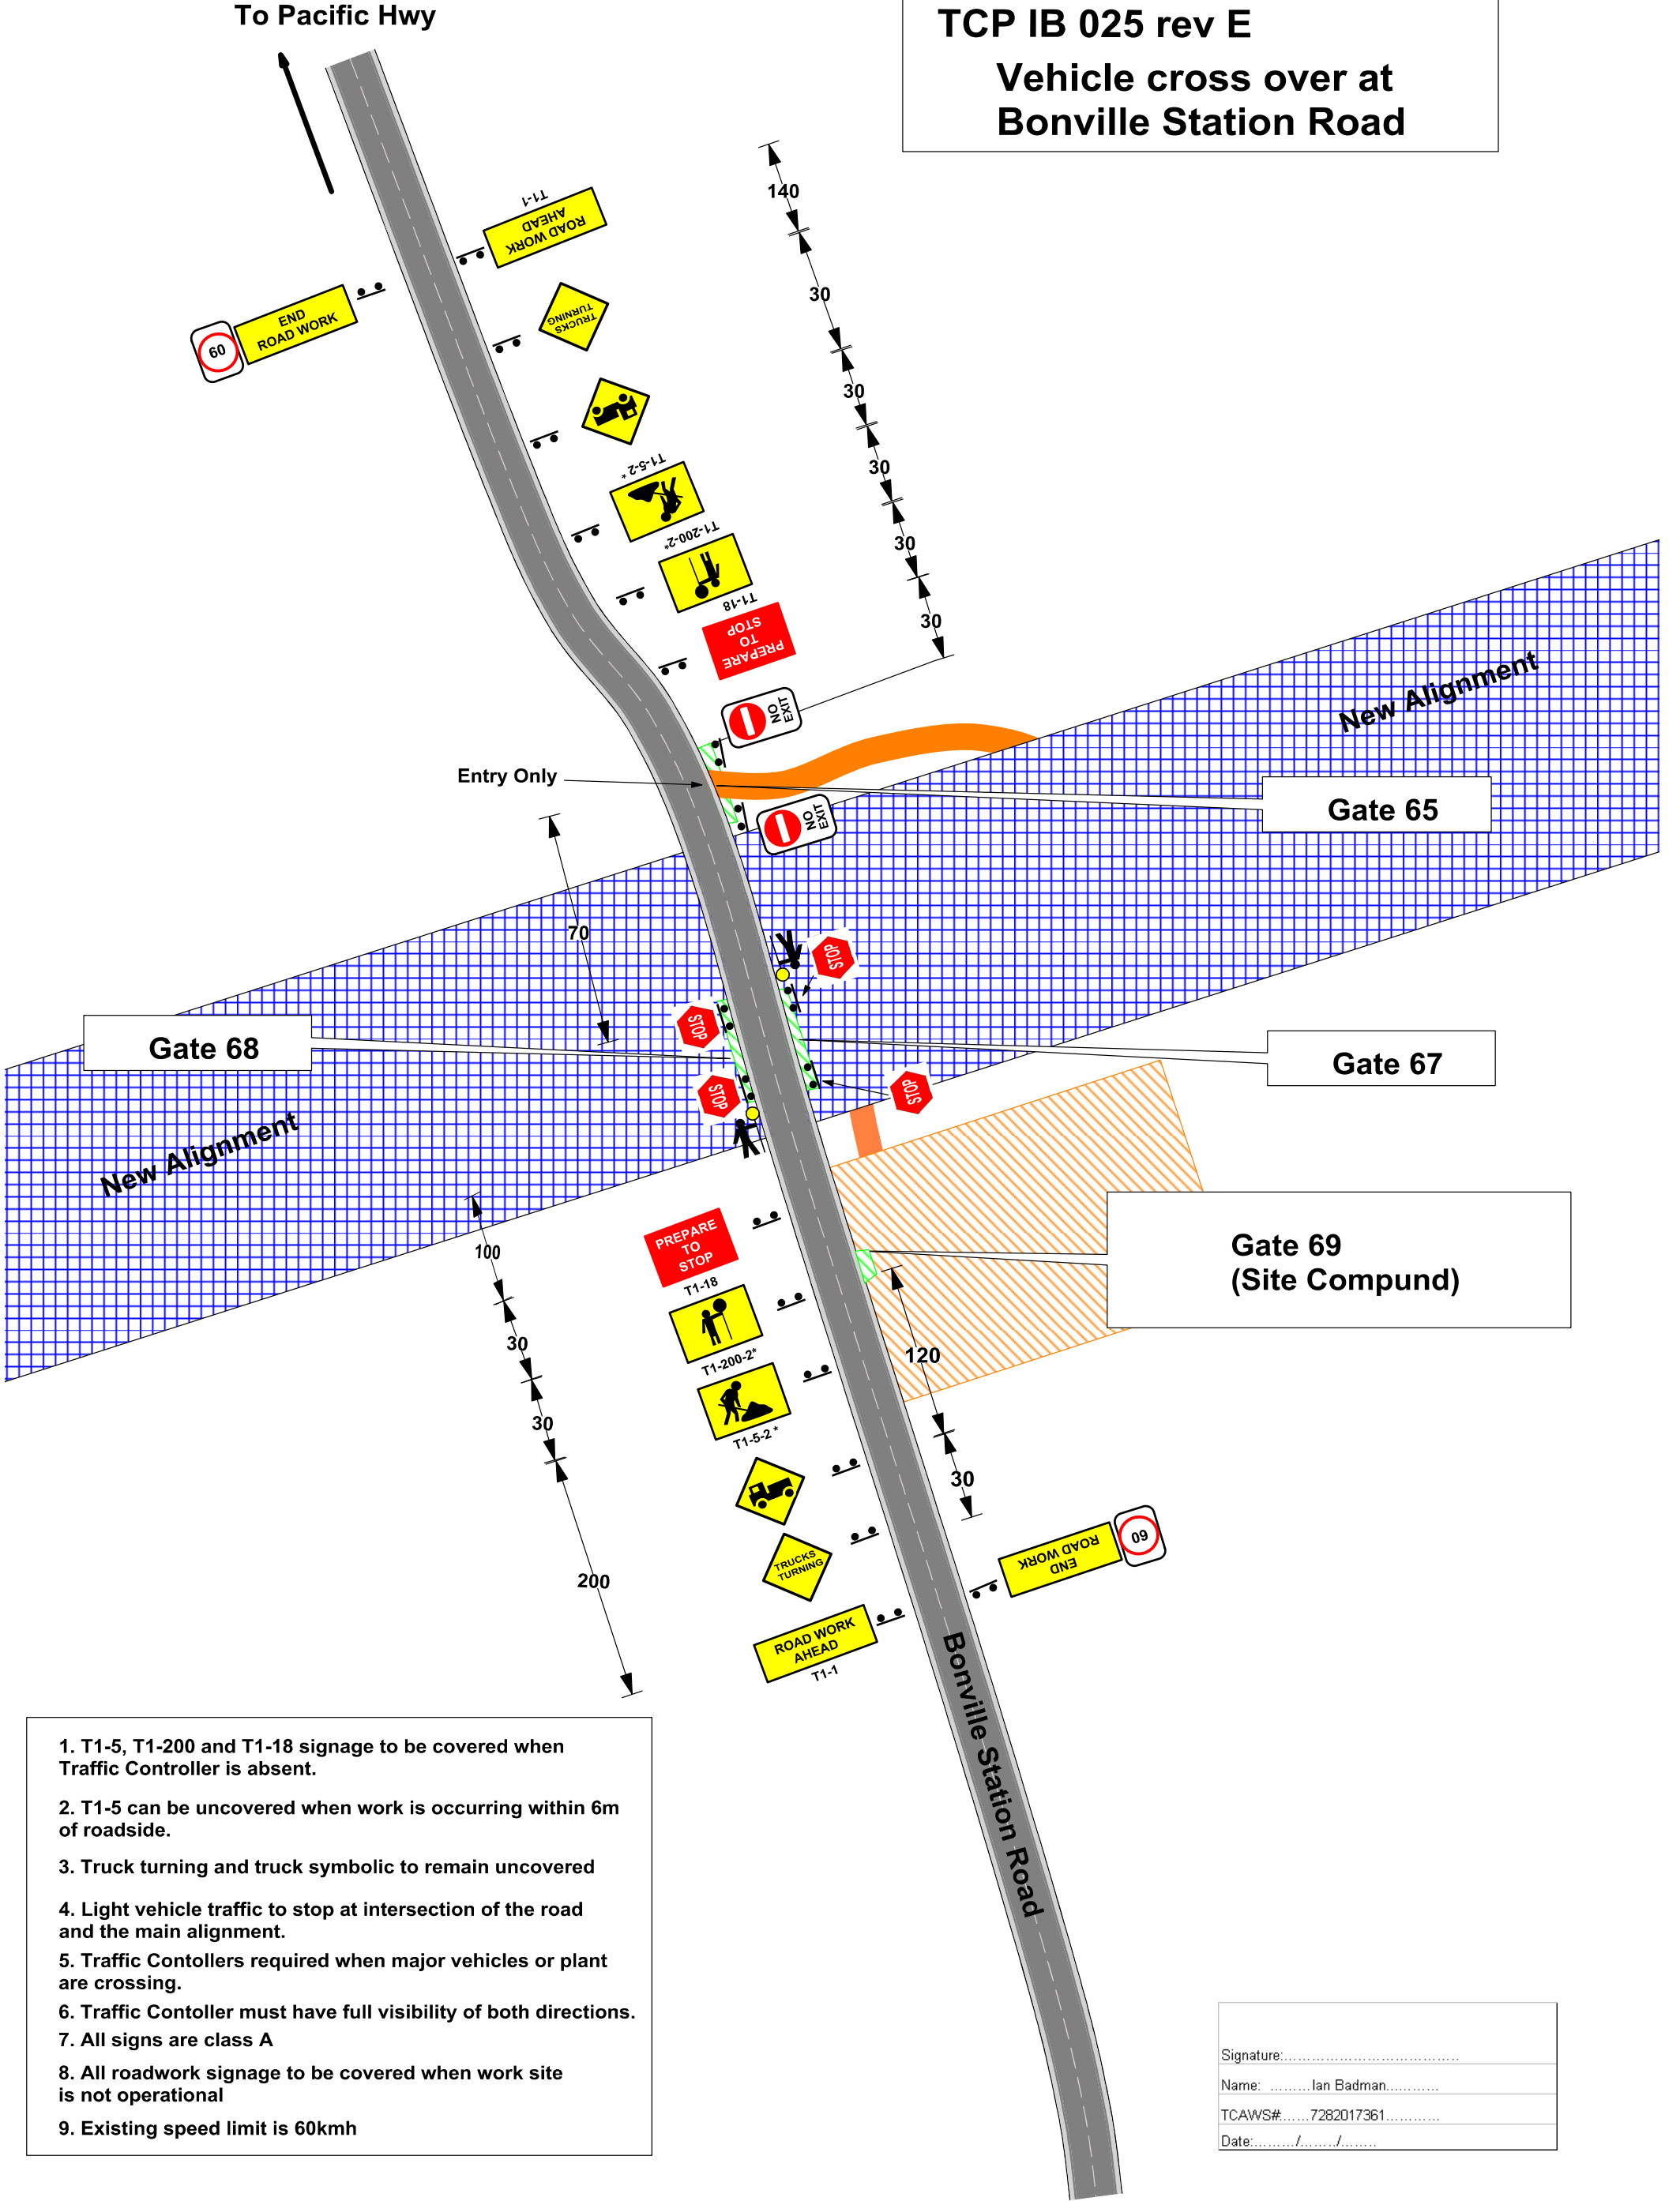 To Pacific Hwy
TCP IB 025 rev E
Vehicle cross over at
Bonville Station Road
140
T1-1
ROAD WORK
AHEAD
30
END
ROAD WORK
60
TRUCKS
TURNING
30
T1-5-2*
30
T1-200-2*
30
T1-18
PREPARE
TO
STOP
30
New Alignment
NO
EXIT
Entry Only
Gate 65
NO
EXIT
70
STOP
STOP
Gate 68
Gate 67
STOP
STOP
New Alignment
100
PREPARE
TO
STOP
T1-18
Gate 69
(Site Compund)
30
T1-200-2*
120
30
T1-5-2 *
30
200
TRUCKS
TURNING
END
ROAD WORK
60
ROAD WORK
AHEAD
T1-1
Bonville Station Road
1. T1-5, T1-200 and T1-18 signage to be covered when
Traffic Controller is absent.
2. T1-5 can be uncovered when work is occurring within 6m
of roadside.
3. Truck turning and truck symbolic to remain uncovered
4. Light vehicle traffic to stop at intersection of the road
and the main alignment.
5. Traffic Contollers required when major vehicles or plant
are crossing.
6. Traffic Contoller must have full visibility of both directions.
7. All signs are class A
8. All roadwork signage to be covered when work site
is not operational
9. Existing speed limit is 60kmh
Signature:......................................
Name: .........Ian Badman............
TCAWS#.......7282017361............
Date:........./......../........